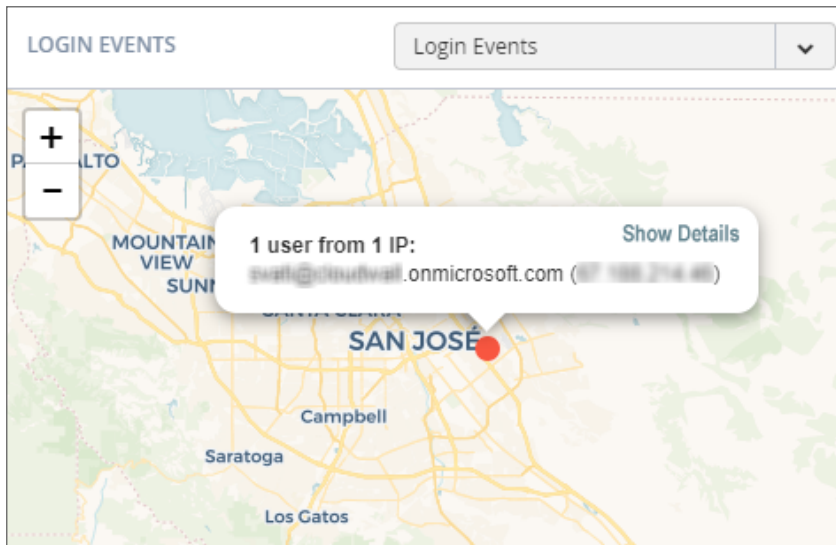 LOGIN EVENTS
Login Events
+
ALTO
−
MOUNTAIN
VIEW
Show Details
1 user from 1 IP:
.onmicrosoft.com (
)
SAN JOSÉ
Campbell
Saratoga
Los Gatos